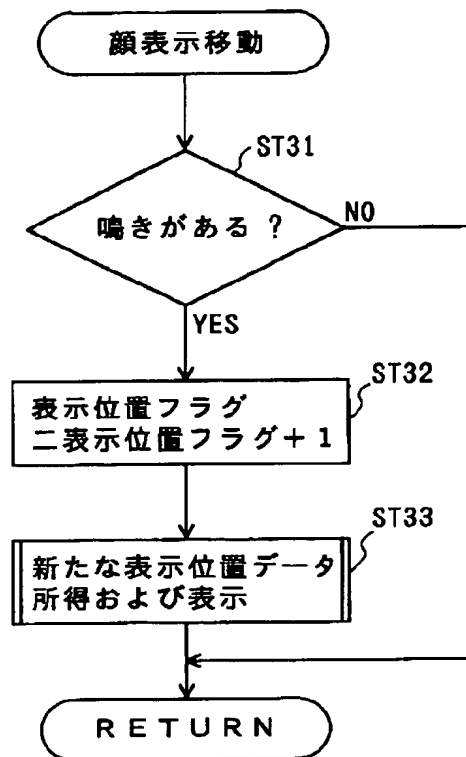 顔表示移動
ST31
鳴きがある ?
NO
YES
ST32
表示位置フラグ
=表示位置フラグ+1
ST33
新たな表示位置データ
所得および表示
RETURN